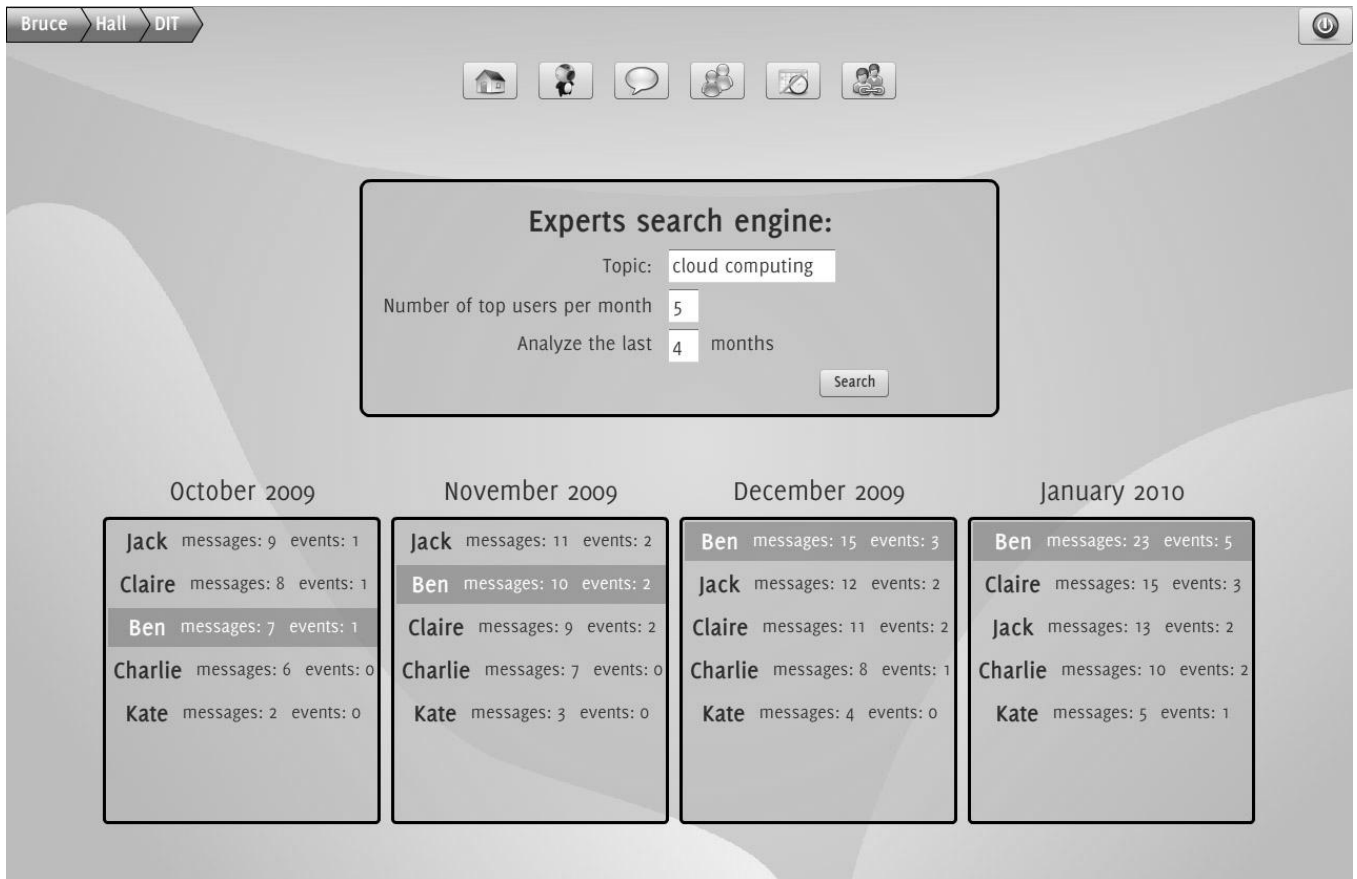 Bruce Hall DIT
Experts search engine:
Topic: cloud computing
Number of top users per month 5
Analyze the last 4 months
Search
October 2009
Jack messages: 9 events: 1
Claire messages: 8 events: 1
Ben messages: 7 events: 1
Charlie messages: 6 events: 0
Kate messages: 2 events: 0
November 2009
Jack messages: 11 events: 2
Ben messages: 10 events: 2
Claire messages: 9 events: 2
Charlie messages: 7 events: 0
Kate messages: 3 events: 0
December 2009
Ben messages: 15 events: 3
Jack messages: 12 events: 2
Claire messages: 11 events: 2
Charlie messages: 8 events: 1
Kate messages: 4 events: 0
January 2010
Ben messages: 23 events: 5
Claire messages: 15 events: 3
Jack messages: 13 events: 2
Charlie messages: 10 events: 2
Kate messages: 5 events: 1